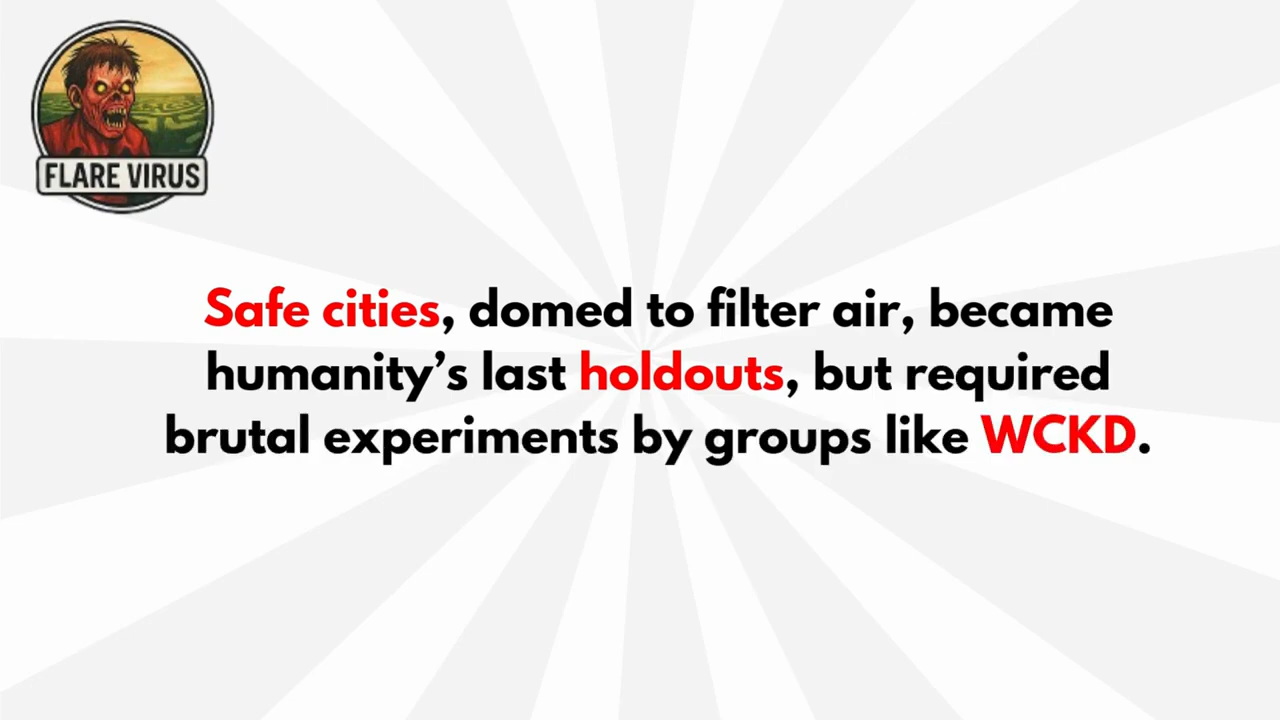 FLARE VIRUS
Safe cities, domed to filter air, became
humanity’s last holdouts, but required
brutal experiments by groups like WCKD.